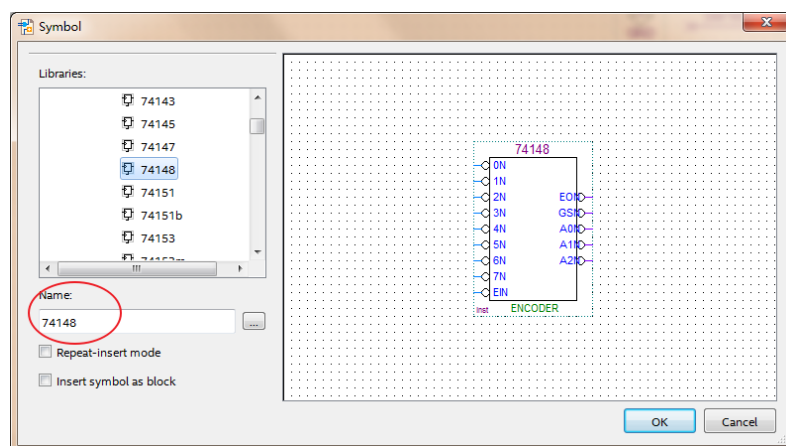 Symbol
Libraries:
74143
74145
74147
74148
74151
74151b
74153
Name:
74148
...
Repeat-insert mode
Insert symbol as block
74148
0N
1N
2N EON
3N GSN
4N A0N
5N A1N
6N A2N
7N
EIN
inst ENCODER
OK Cancel